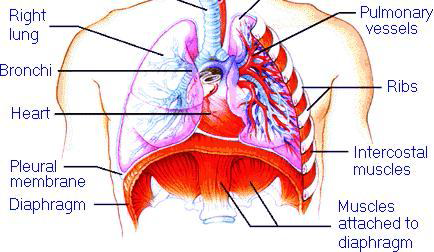 Right
lung
Bronchi
Heart
Pleural
membrane
Diaphragm
Pulmonary
vessels
Ribs
Intercostal
muscles
Muscles
attached to
diaphragm